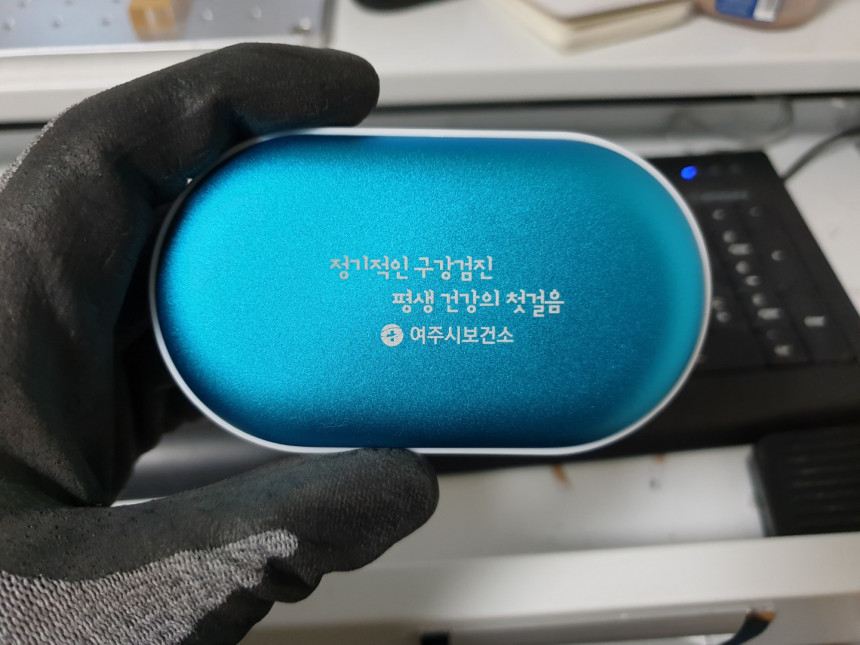 정기적인 구강검진
평생 건강의 첫걸음
여주시보건소